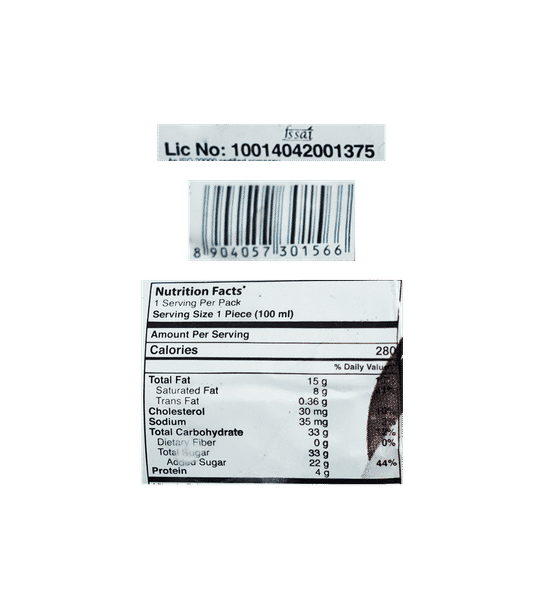 fssai
Lic No: 10014042001375
8 904057 301566
Nutrition Facts*
1 Serving Per Pack
Serving Size 1 Piece (100 ml)
Amount Per Serving
Calories 280
% Daily Value
Total Fat 15 g
Saturated Fat 8 g
Trans Fat 0.36 g
Cholesterol 30 mg 10%
Sodium 35 mg 2%
Total Carbohydrate 33 g 12%
Dietary Fiber 0 g 0%
Total Sugar 33 g
Added Sugar 22 g 44%
Protein 4 g